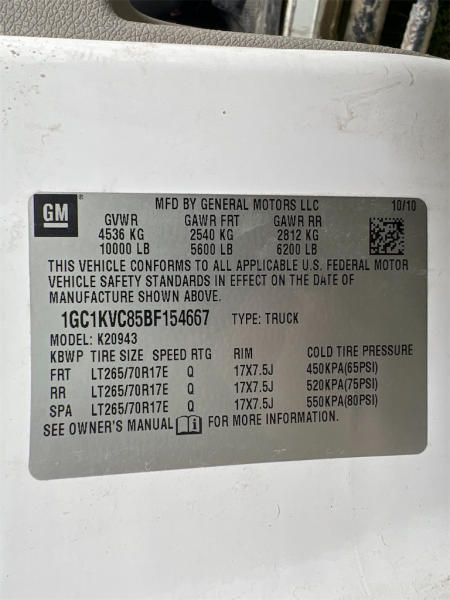 GM
MFD BY GENERAL MOTORS LLC 10/10
GVWR GAWR FRT GAWR RR
4536 KG 2540 KG 2812 KG
10000 LB 5600 LB 6200 LB
THIS VEHICLE CONFORMS TO ALL APPLICABLE U.S. FEDERAL MOTOR
VEHICLE SAFETY STANDARDS IN EFFECT ON THE DATE OF
MANUFACTURE SHOWN ABOVE.
1GC1KVC85BF154667 TYPE: TRUCK
MODEL: K20943
KBWP TIRE SIZE SPEED RTG RIM COLD TIRE PRESSURE
FRT LT265/70R17E Q 17X7.5J 450KPA(65PSI)
RR LT265/70R17E Q 17X7.5J 520KPA(75PSI)
SPA LT265/70R17E Q 17X7.5J 550KPA(80PSI)
SEE OWNER'S MANUAL FOR MORE INFORMATION.